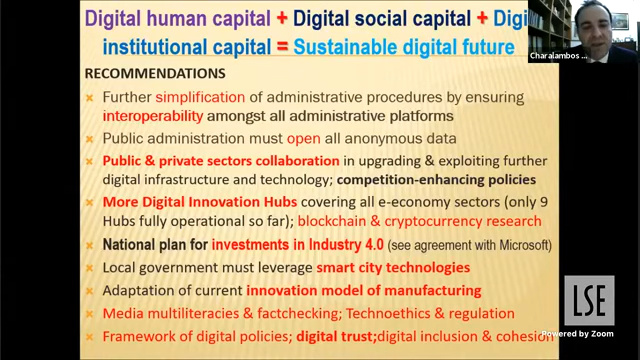 Digital human capital + Digital social capital + Digi
institutional capital = Sustainable digital future
Charalambos ...
RECOMMENDATIONS
Further simplification of administrative procedures by ensuring
interoperability amongst all administrative platforms
Public administration must open all anonymous data
Public & private sectors collaboration in upgrading & exploiting further
digital infrastructure and technology; competition-enhancing policies
More Digital Innovation Hubs covering all e-economy sectors (only 9
Hubs fully operational so far); blockchain & cryptocurrency research
National plan for investments in Industry 4.0 (see agreement with Microsoft)
Local government must leverage smart city technologies
Adaptation of current innovation model of manufacturing
Media multiliteracies & factchecking; Technoethics & regulation
Framework of digital policies; digital trust;digital inclusion & cohesion
LSE
Powered by Zoom